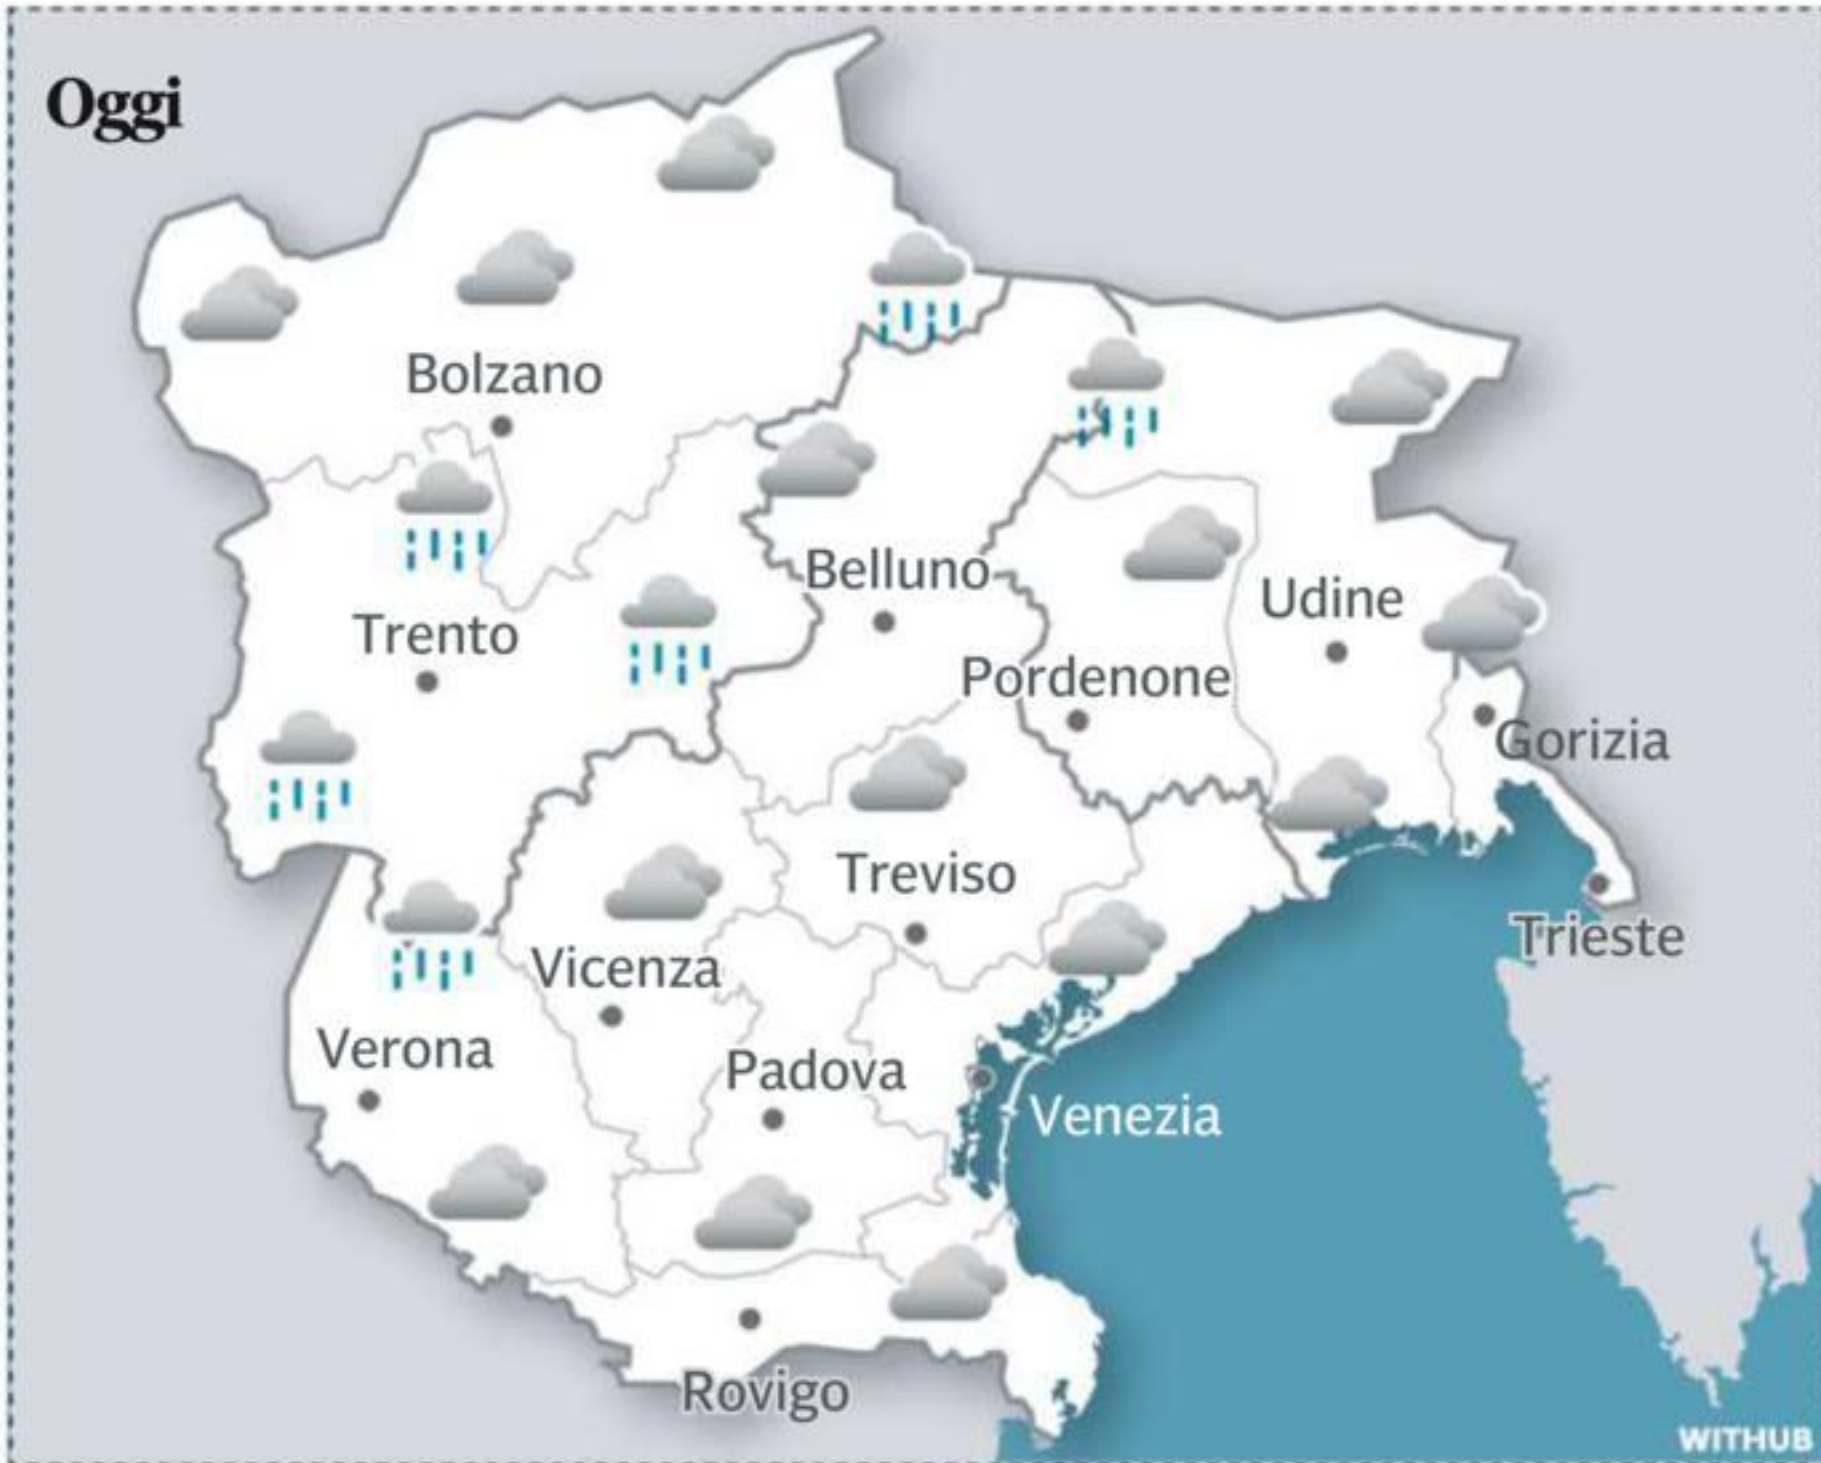 Oggi
Bolzano
Belluno
Udine
Trento
Pordenone
Gorizia
Treviso
Trieste
Vicenza
Verona
Padova
Venezia
Rovigo
WITHUB